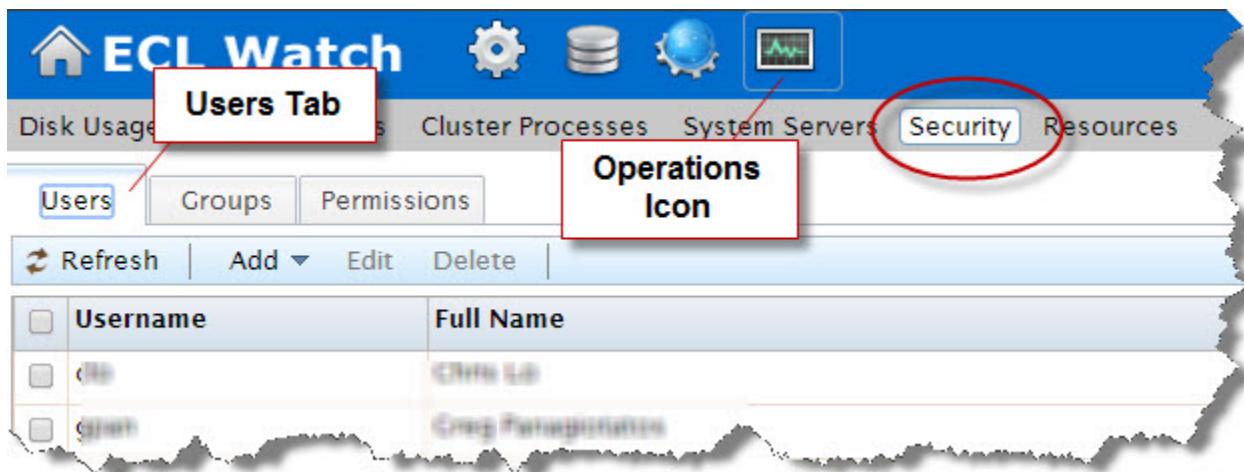 ECL Watch
Users Tab
Disk Usage
s Cluster Processes System Servers Security Resources
Operations
Icon
Users Groups Permissions
Refresh Add Edit Delete
Username Full Name